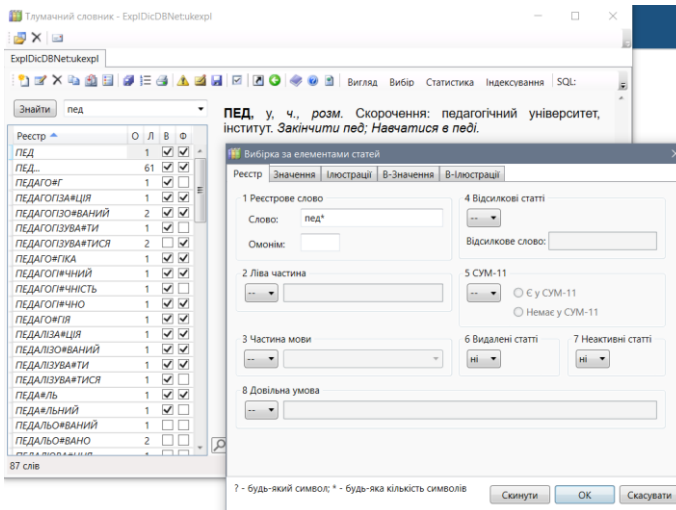 Тлумачний словник - ExplDicDBNet:ukexpl
ExplDicDBNet:ukexpl
Вигляд Вибір Статистика Індексування SQL:
Знайти пед
ПЕД, у, ч., розм. Скорочення: педагогічний університет,
інститут. Закінчити пед; Навчатися в педі.
Реєстр О Л В Ф
ПЕД 1
ПЕД... 61
ПЕДАГО#Г 1
ПЕДАГОГІЗА#ЦІЯ 1
ПЕДАГОГІЗО#ВАНИЙ 2
ПЕДАГОГІЗУВА#ТИ 1
ПЕДАГОГІЗУВА#ТИСЯ 2
ПЕДАГО#ГІКА 1
ПЕДАГОГІ#ЧНИЙ 1
ПЕДАГОГІ#ЧНІСТЬ 1
ПЕДАГОГІ#ЧНО 1
ПЕДАГО#ГІЯ 1
ПЕДАЛІЗА#ЦІЯ 1
ПЕДАЛІЗО#ВАНИЙ 1
ПЕДАЛІЗУВА#ТИ 1
ПЕДАЛІЗУВА#ТИСЯ 1
ПЕДА#ЛЬ 1
ПЕДА#ЛЬНИЙ 1
ПЕДАЛЬО#ВАНИЙ 1
ПЕДАЛЬО#ВАНО 2
87 слів
Вибірка за елементами статей
Реєстр Значення Ілюстрації В-Значення В-Ілюстрації
1 Реєстрове слово
Слово: пед*
Омонім:
4 Відсилкові статті
--
Відсилкове слово:
2 Ліва частина
--
5 СУМ-11
-- Є у СУМ-11
Немає у СУМ-11
3 Частина мови
--
6 Видалені статті
ні
7 Неактивні статті
ні
8 Довільна умова
--
? - будь-який символ; * - будь-яка кількість символів
Скинути ОК Скасувати